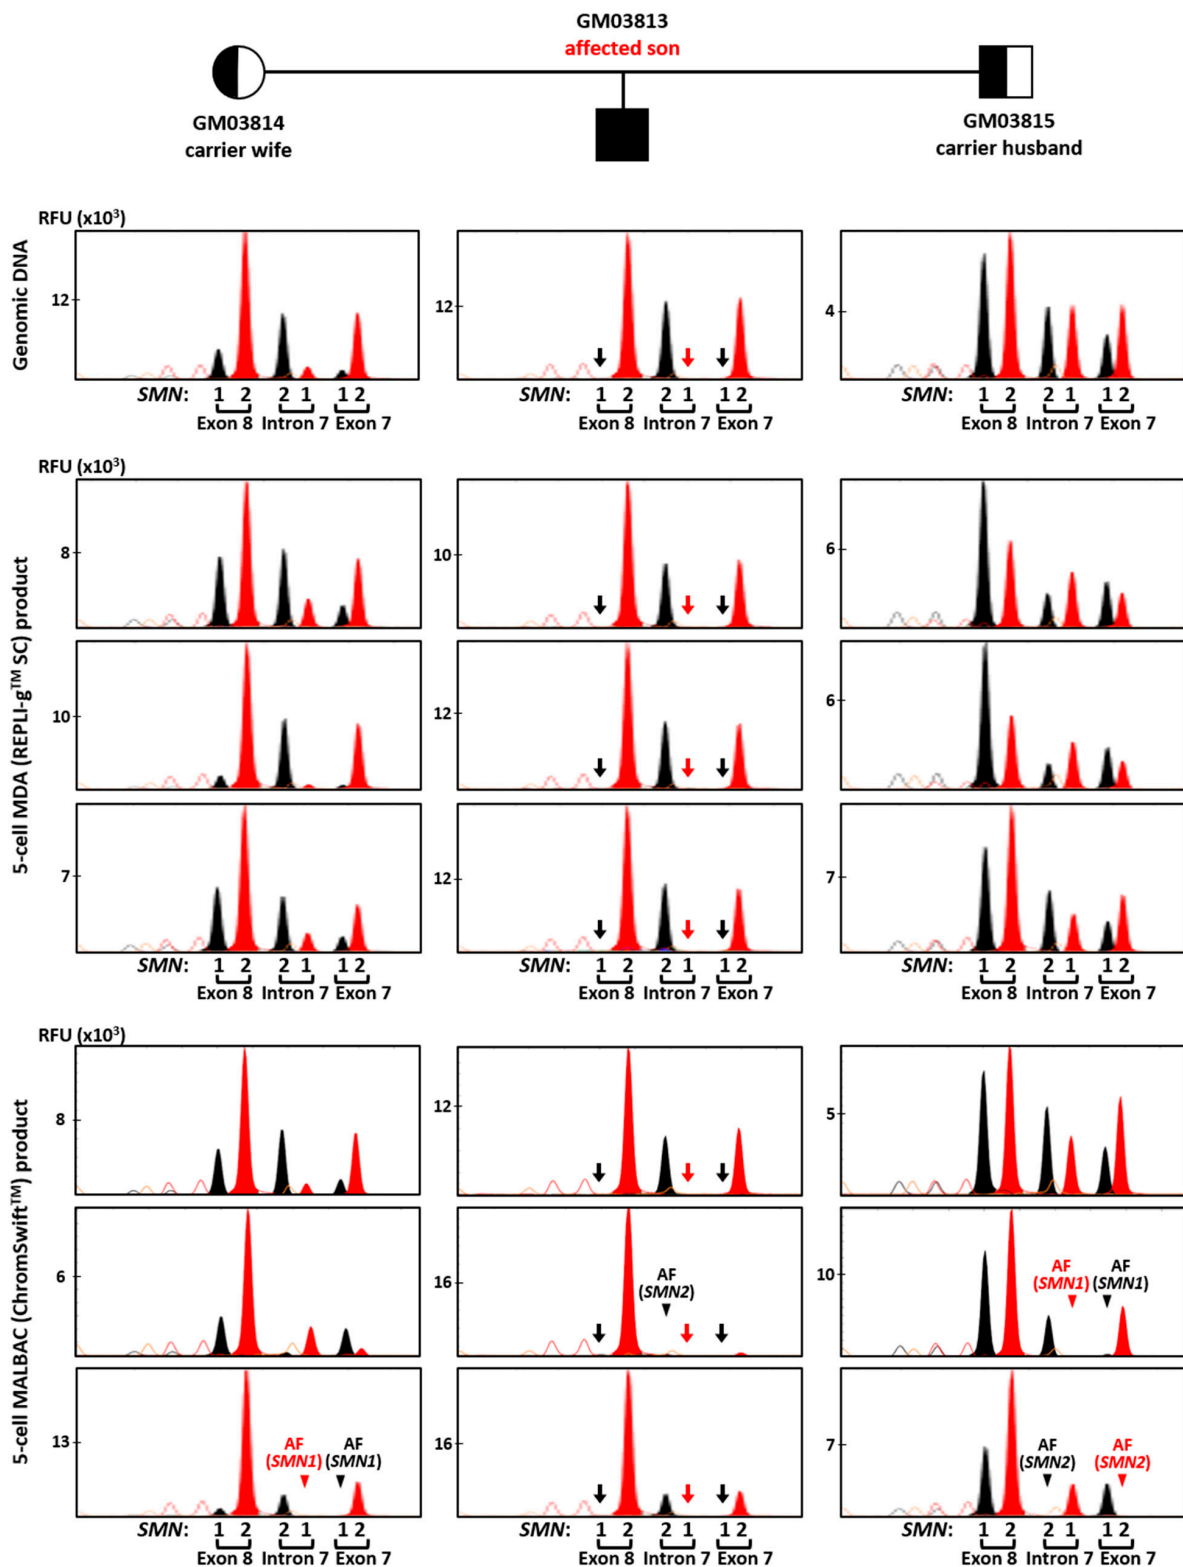 GM03813
affected son
GM03814
carrier wife
GM03815
carrier husband
RFU (x10³)
Genomic DNA
12
12
4
SMN: 1 2 2 1 1 2
Exon 8 Intron 7 Exon 7
SMN: 1 2 2 1 1 2
Exon 8 Intron 7 Exon 7
SMN: 1 2 2 1 1 2
Exon 8 Intron 7 Exon 7
RFU (x10³)
5-cell MDA (REPLI-g™ SC) product
8
10
6
10
12
6
7
12
7
SMN: 1 2 2 1 1 2
Exon 8 Intron 7 Exon 7
SMN: 1 2 2 1 1 2
Exon 8 Intron 7 Exon 7
SMN: 1 2 2 1 1 2
Exon 8 Intron 7 Exon 7
RFU (x10³)
5-cell MALBAC (ChromSwift™) product
8
12
5
6
16
AF
(SMN2)
10
AF AF
(SMN1) (SMN1)
13
AF AF
(SMN1) (SMN1)
16
7
AF AF
(SMN2) (SMN2)
SMN: 1 2 2 1 1 2
Exon 8 Intron 7 Exon 7
SMN: 1 2 2 1 1 2
Exon 8 Intron 7 Exon 7
SMN: 1 2 2 1 1 2
Exon 8 Intron 7 Exon 7